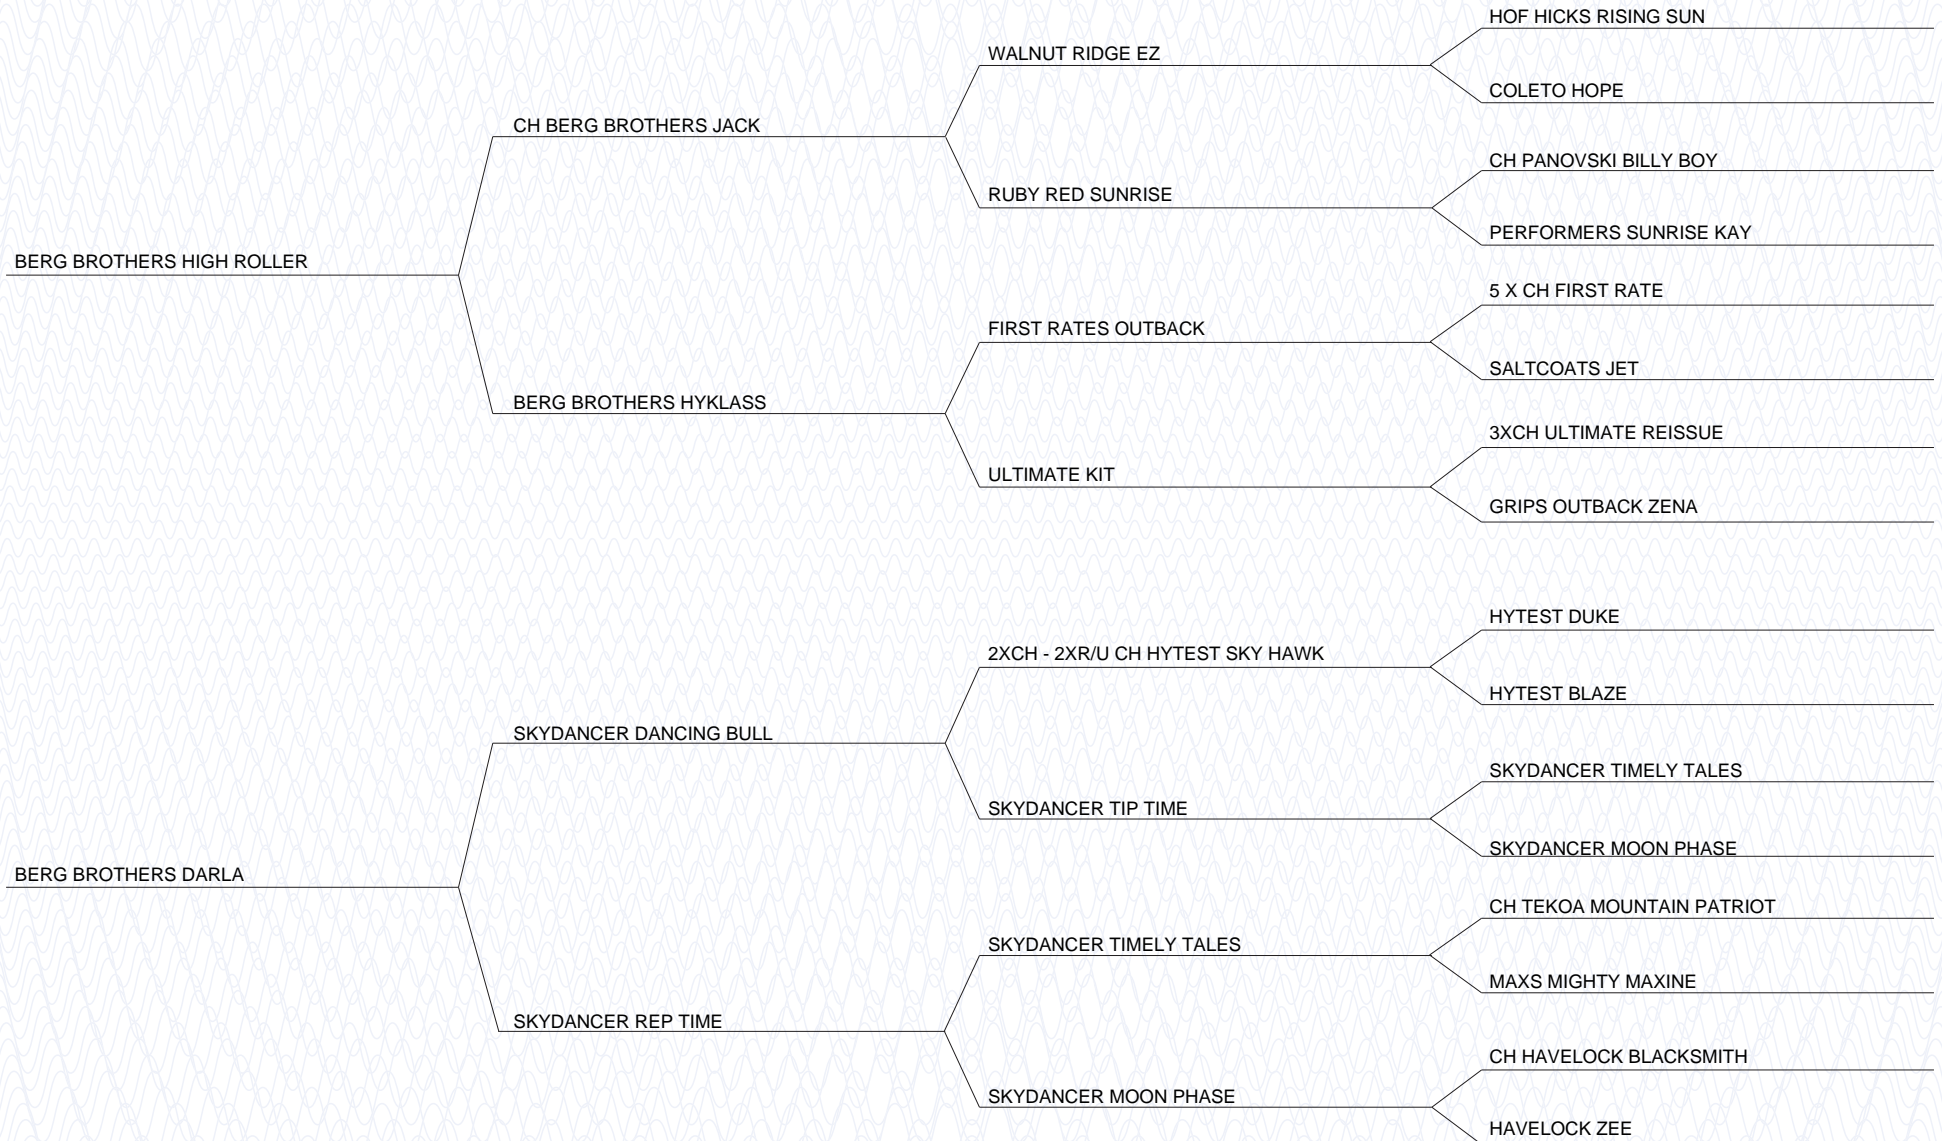 HOF HICKS RISING SUN
WALNUT RIDGE EZ
COLETO HOPE
CH BERG BROTHERS JACK
CH PANOVSKI BILLY BOY
RUBY RED SUNRISE
PERFORMERS SUNRISE KAY
BERG BROTHERS HIGH ROLLER
5 X CH FIRST RATE
FIRST RATES OUTBACK
SALTCOATS JET
BERG BROTHERS HYKLASS
3XCH ULTIMATE REISSUE
ULTIMATE KIT
GRIPS OUTBACK ZENA
HYTEST DUKE
2XCH - 2XR/U CH HYTEST SKY HAWK
HYTEST BLAZE
SKYDANCER DANCING BULL
SKYDANCER TIMELY TALES
SKYDANCER TIP TIME
SKYDANCER MOON PHASE
BERG BROTHERS DARLA
CH TEKOA MOUNTAIN PATRIOT
SKYDANCER TIMELY TALES
MAXS MIGHTY MAXINE
SKYDANCER REP TIME
CH HAVELOCK BLACKSMITH
SKYDANCER MOON PHASE
HAVELOCK ZEE